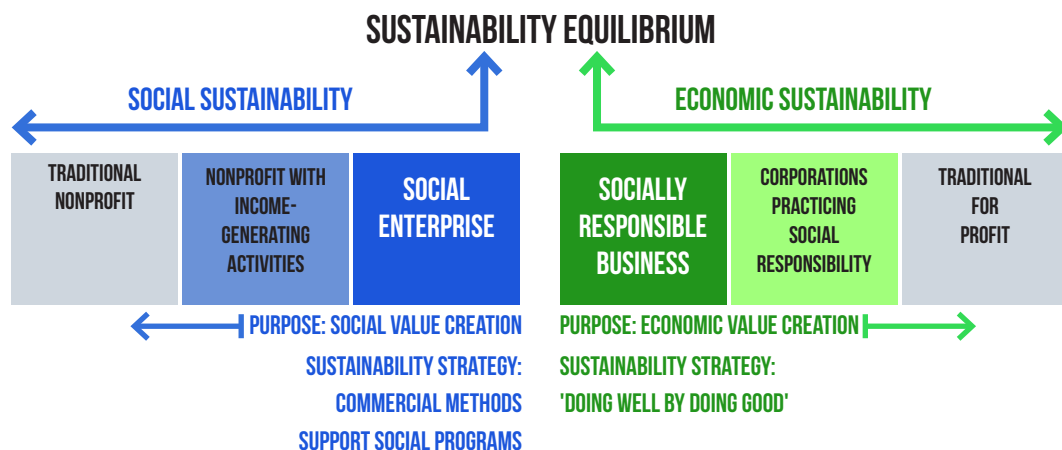 SUSTAINABILITY EQUILIBRIUM
SOCIAL SUSTAINABILITY
ECONOMIC SUSTAINABILITY
TRADITIONAL
NONPROFIT
NONPROFIT WITH
INCOME-
GENERATING
ACTIVITIES
SOCIAL
ENTERPRISE
SOCIALLY
RESPONSIBLE
BUSINESS
CORPORATIONS
PRACTICING
SOCIAL
RESPONSIBILITY
TRADITIONAL
FOR
PROFIT
PURPOSE: SOCIAL VALUE CREATION
SUSTAINABILITY STRATEGY:
COMMERCIAL METHODS
SUPPORT SOCIAL PROGRAMS
PURPOSE: ECONOMIC VALUE CREATION
SUSTAINABILITY STRATEGY:
'DOING WELL BY DOING GOOD'